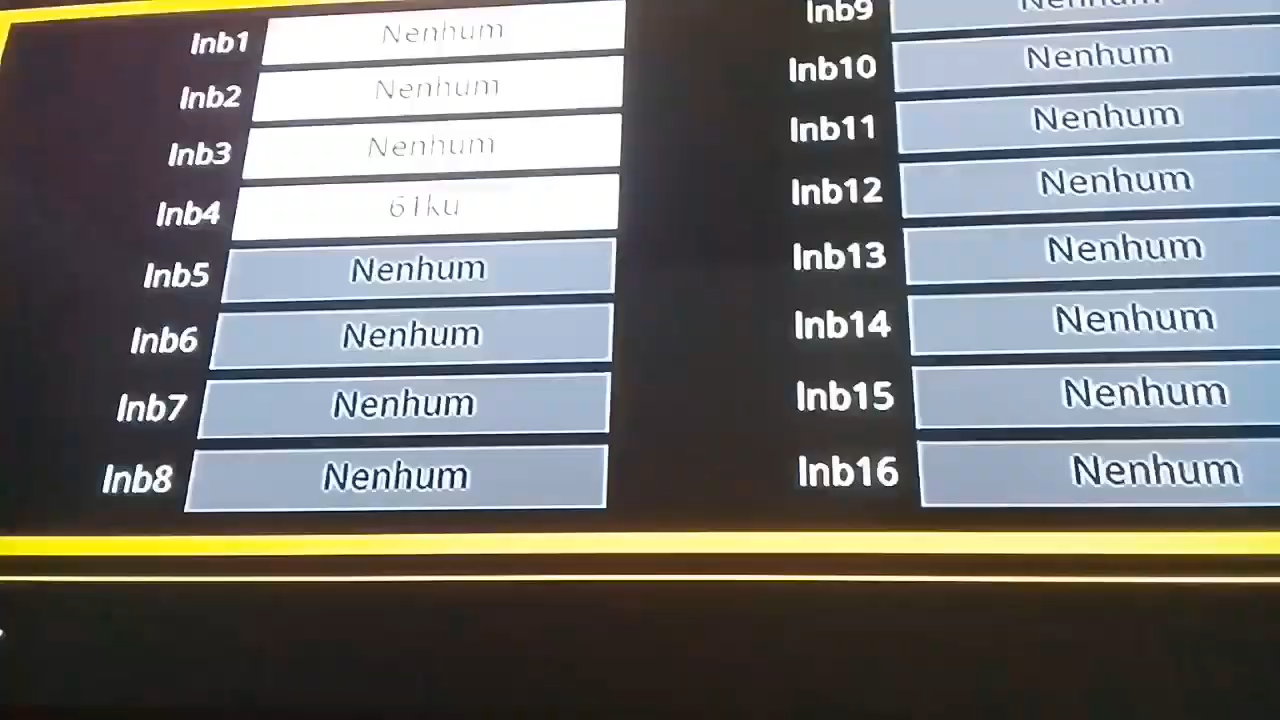 Inb1 Nenhum
Inb2 Nenhum
Inb3 Nenhum
Inb4 61ku
Inb5 Nenhum
Inb6 Nenhum
Inb7 Nenhum
Inb8 Nenhum
Inb9 Nenhum
Inb10 Nenhum
Inb11 Nenhum
Inb12 Nenhum
Inb13 Nenhum
Inb14 Nenhum
Inb15 Nenhum
Inb16 Nenhum